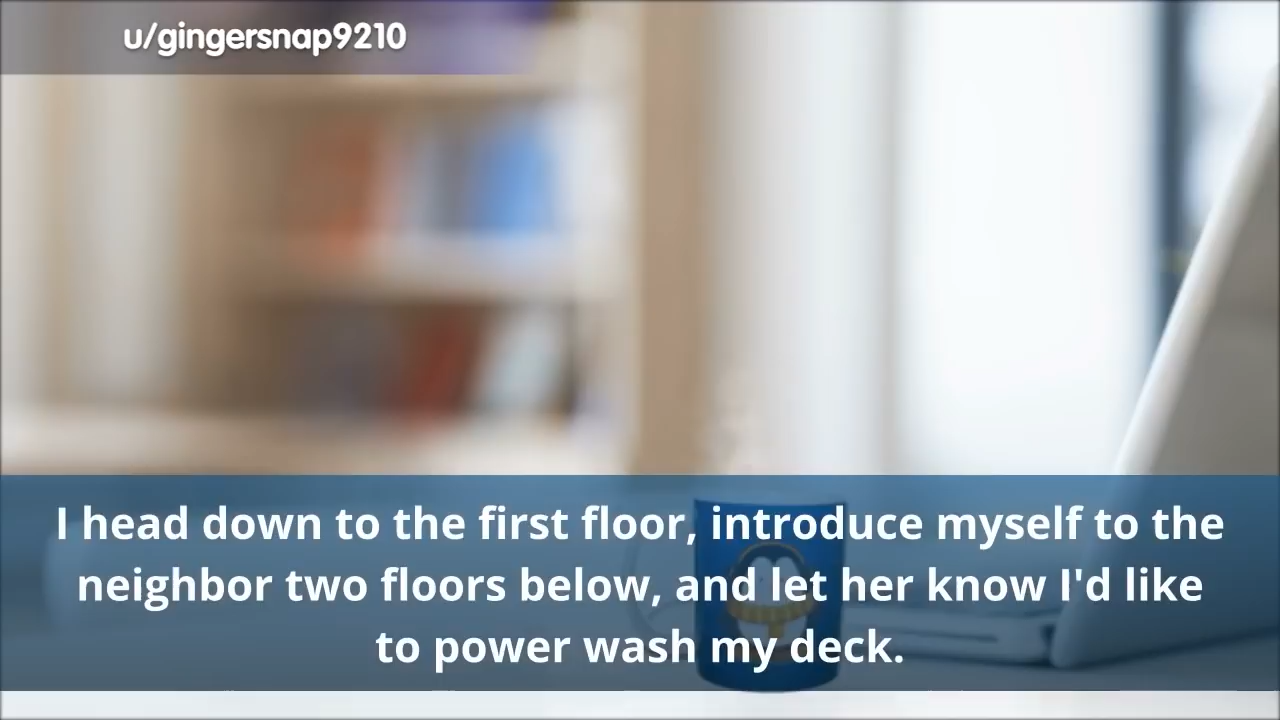 u/gingersnap9210
I head down to the first floor, introduce myself to the
neighbor two floors below, and let her know I'd like
to power wash my deck.